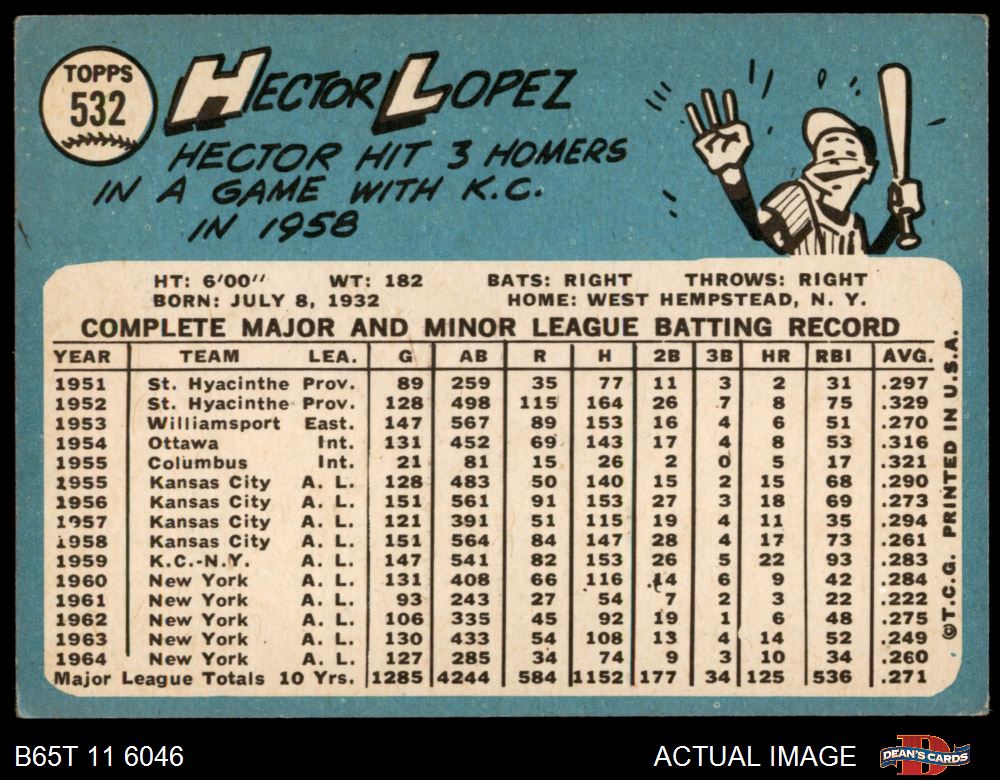 TOPPS
532
HECTOR LOPEZ
HECTOR HIT 3 HOMERS
IN A GAME WITH K.C.
IN 1958
HT: 6'00" WT: 182 BATS: RIGHT THROWS: RIGHT
BORN: JULY 8, 1932 HOME: WEST HEMPSTEAD, N. Y.
COMPLETE MAJOR AND MINOR LEAGUE BATTING RECORD
YEAR TEAM LEA. G AB R H 2B 3B HR RBI AVG.
1951 St. Hyacinthe Prov. 89 259 35 77 11 3 2 31 .297
1952 St. Hyacinthe Prov. 128 498 115 164 26 7 8 75 .329
1953 Williamsport East. 147 567 89 153 16 4 6 51 .270
1954 Ottawa Int. 131 452 69 143 17 4 8 53 .316
1955 Columbus Int. 21 81 15 26 2 0 5 17 .321
1955 Kansas City A. L. 128 483 50 140 15 2 15 68 .290
1956 Kansas City A. L. 151 561 91 153 27 3 18 69 .273
1957 Kansas City A. L. 121 391 51 115 19 4 11 35 .294
1958 Kansas City A. L. 151 564 84 147 28 4 17 73 .261
1959 K.C.-N.Y. A. L. 147 541 82 153 26 5 22 93 .283
1960 New York A. L. 131 408 66 116 14 6 9 42 .284
1961 New York A. L. 93 243 27 54 7 2 3 22 .222
1962 New York A. L. 106 335 45 92 19 1 6 48 .275
1963 New York A. L. 130 433 54 108 13 4 14 52 .249
1964 New York A. L. 127 285 34 74 9 3 10 34 .260
Major League Totals 10 Yrs. 1285 4244 584 1152 177 34 125 536 .271
©T.C.G. PRINTED IN U.S.A.
B65T 11 6046 ACTUAL IMAGE
D
DEAN'S CARDS